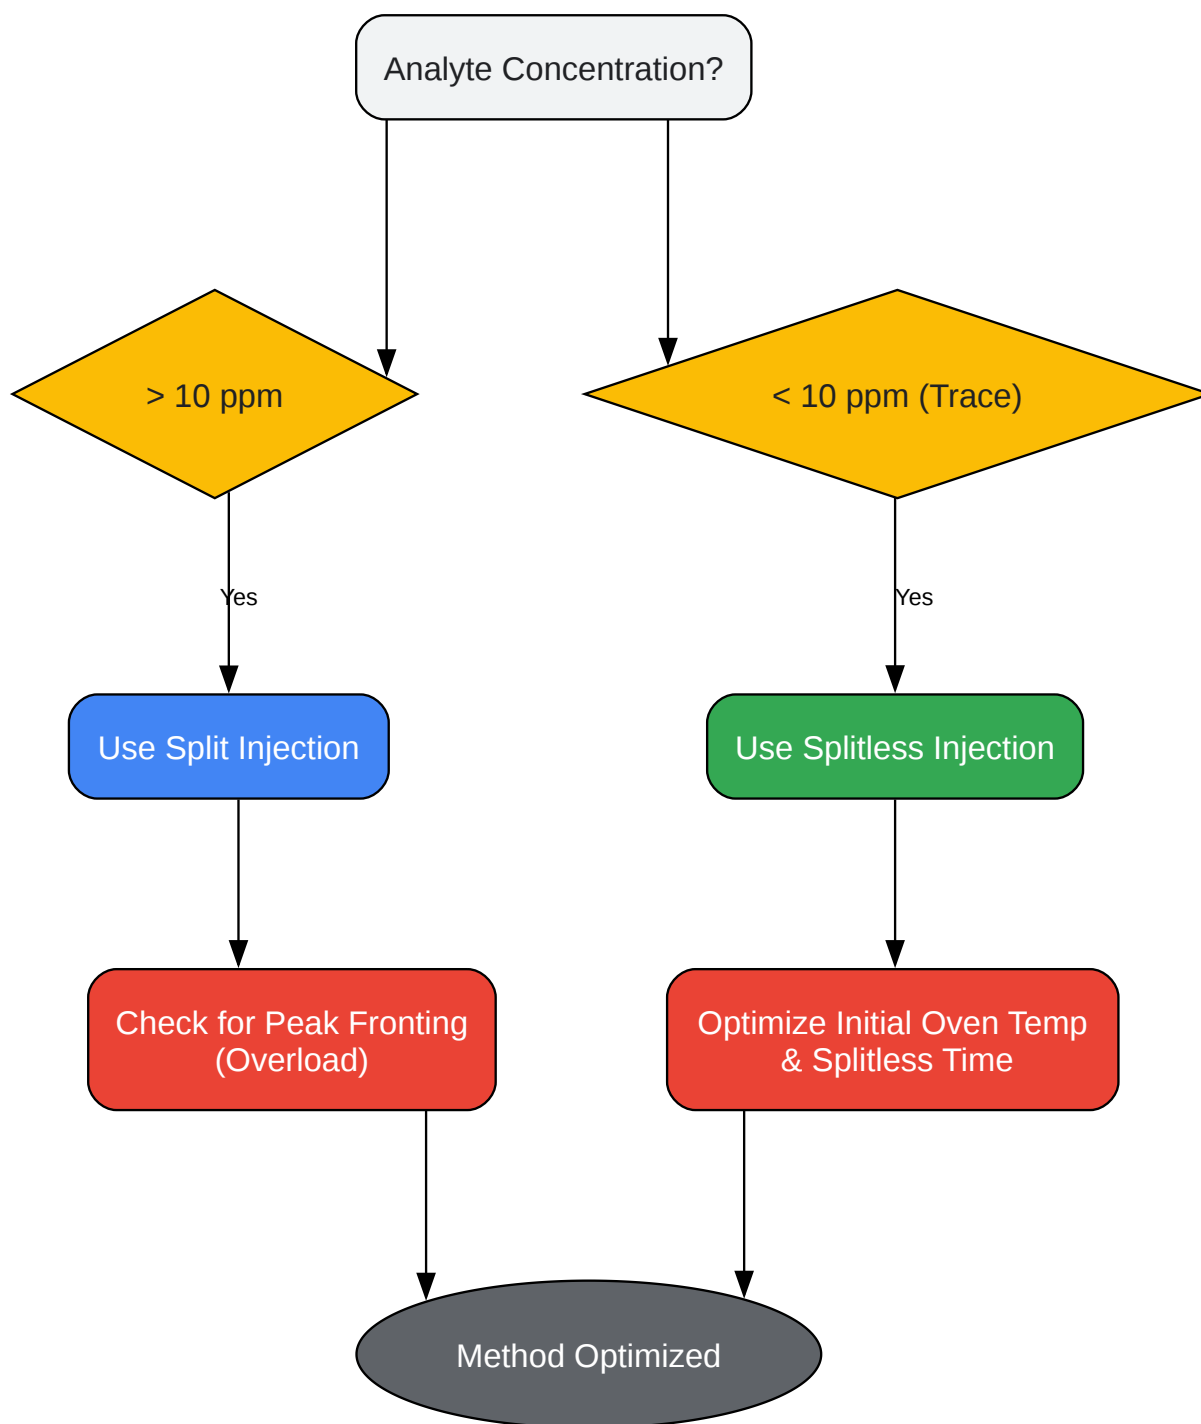 Analyte Concentration?
> 10 ppm
< 10 ppm (Trace)
Yes
Yes
Use Split Injection
Use Splitless Injection
Check for Peak Fronting
(Overload)
Optimize Initial Oven Temp
& Splitless Time
Method Optimized